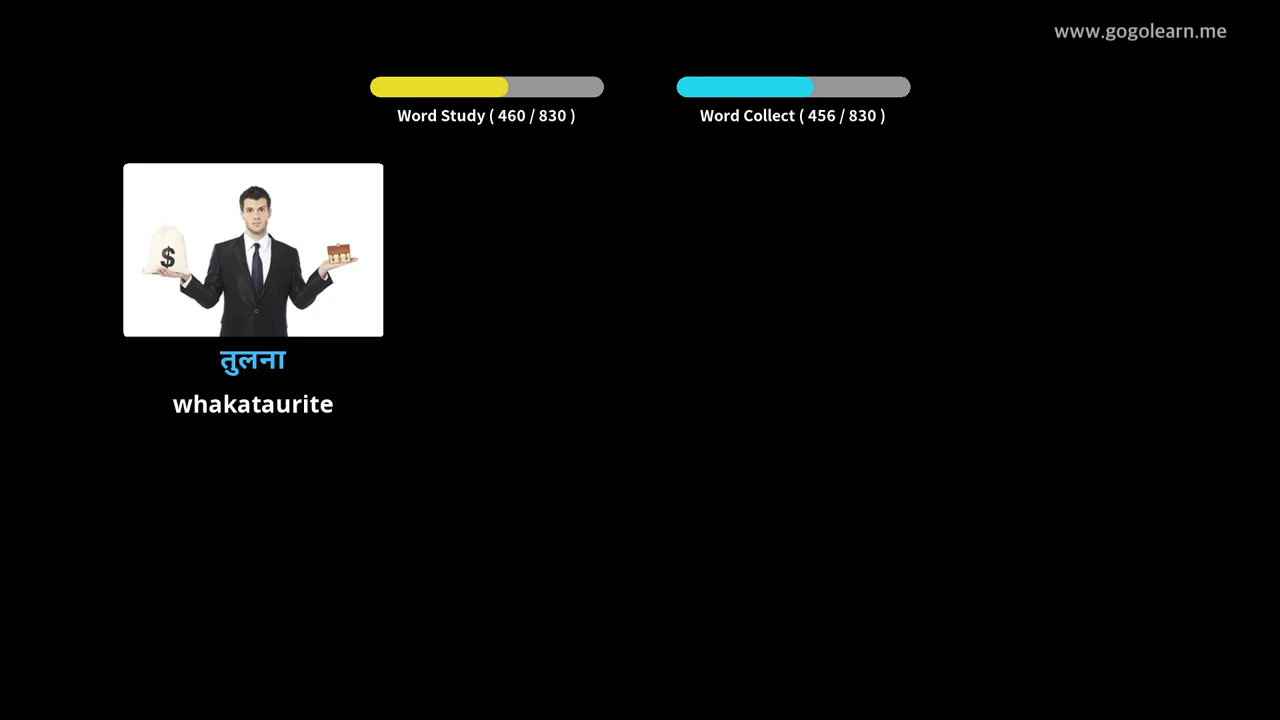 www.gogolearn.me
Word Study ( 460 / 830 )
Word Collect ( 456 / 830 )
$
तुलना
whakataurite